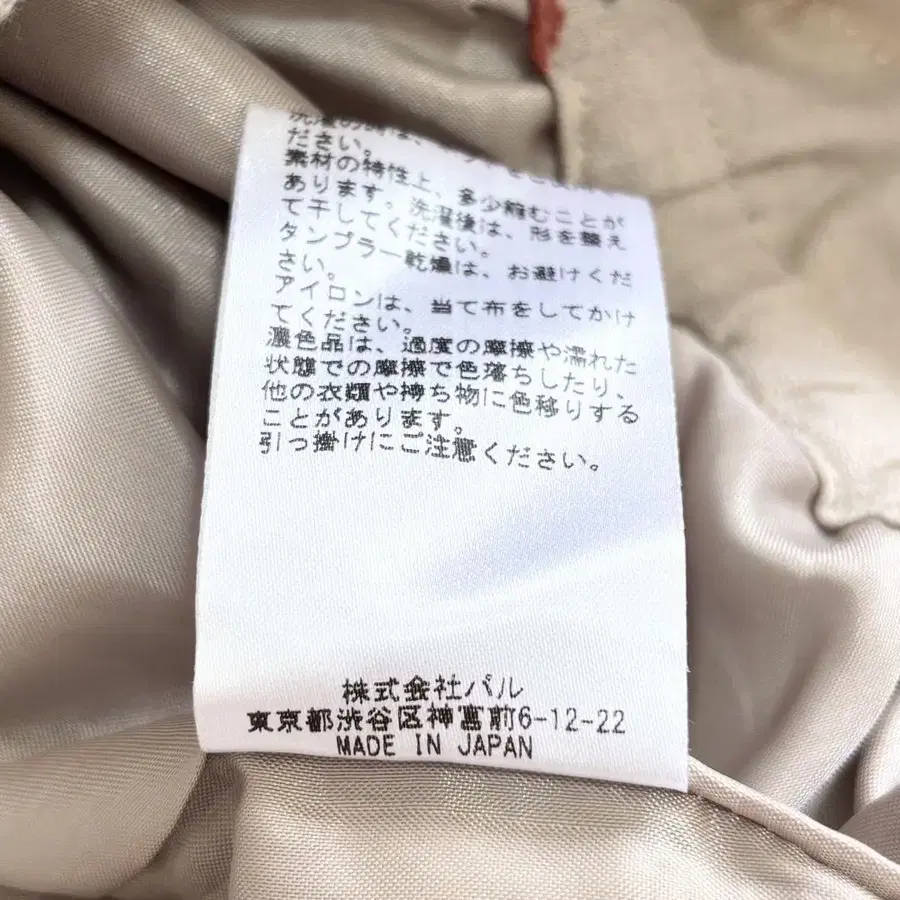 ださい。
素材の特性上、多少縮むことが
あります。洗濯後は、形を整え
て干してください。
タンブラー乾燥は、お避けくだ
さい。
アイロンは、当て布をしてかけ
てください。
濃色品は、過度の摩擦や濡れた
状態での摩擦で色落ちしたり、
他の衣類や持ち物に色移りする
ことがあります。
引っ掛けにご注意ください。
株式会社パル
東京都渋谷区神宮前6-12-22
MADE IN JAPAN